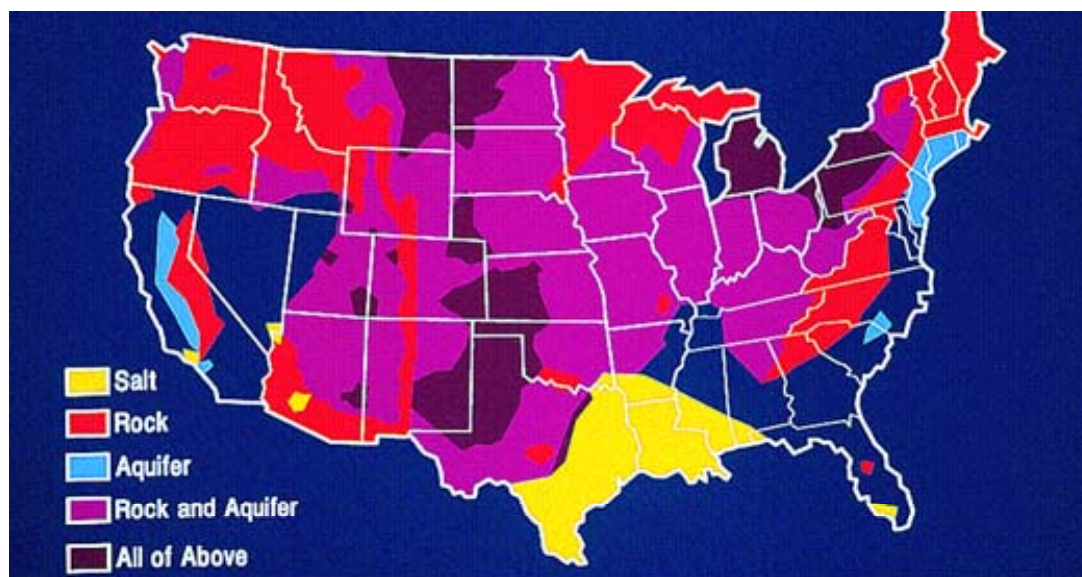 Salt
Rock
Aquifer
Rock and Aquifer
All of Above